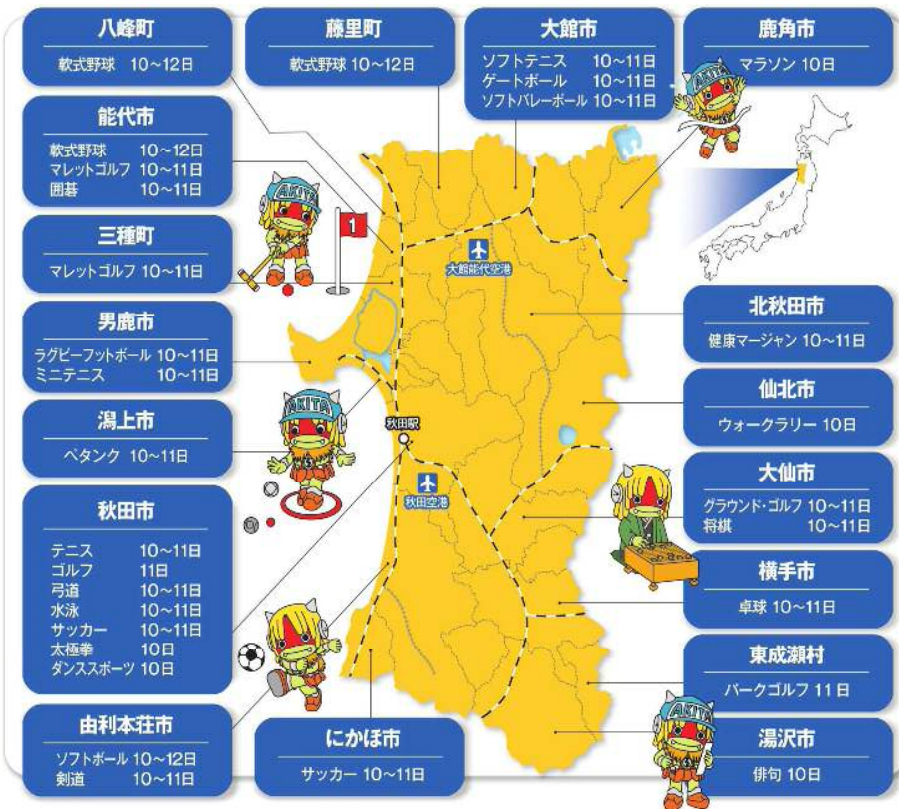 八峰町
軟式野球 10～12日
藤里町
軟式野球 10～12日
大館市
ソフトテニス 10～11日
ゲートボール 10～11日
ソフトバレーボール 10～11日
鹿角市
マラソン 10日
能代市
軟式野球 10～12日
マレットゴルフ 10～11日
囲碁 10～11日
三種町
マレットゴルフ 10～11日
男鹿市
ラグビーフットボール 10～11日
ミニテニス 10～11日
潟上市
ペタンク 10～11日
秋田市
テニス 10～11日
ゴルフ 11日
弓道 10～11日
水泳 10～11日
サッカー 10～11日
太極拳 10日
ダンススポーツ 10日
由利本荘市
ソフトボール 10～12日
剣道 10～11日
にかほ市
サッカー 10～11日
AKITA
1
AKITA
AKITA
大館能代空港
秋田駅
秋田空港
北秋田市
健康マージャン 10～11日
仙北市
ウォークラリー 10日
大仙市
グラウンド・ゴルフ 10～11日
将棋 10～11日
横手市
卓球 10～11日
東成瀬村
パークゴルフ 11日
湯沢市
俳句 10日
AKITA